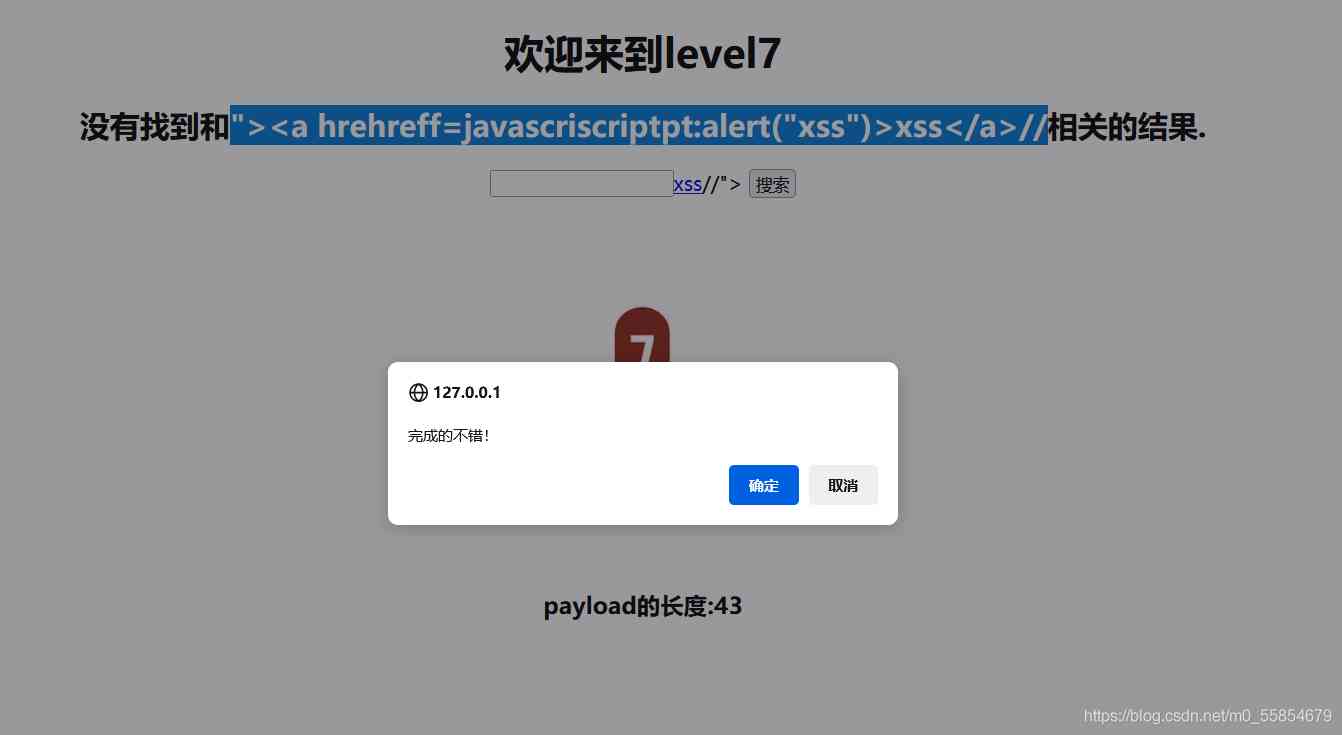 欢迎来到level7
没有找到和"><a hrehreff=javascriscriptpt:alert("xss")>xss</a>//相关的结果.
xss//"> 搜索
7
127.0.0.1
完成的不错！
确定 取消
payload的长度:43
https://blog.csdn.net/m0_55854679